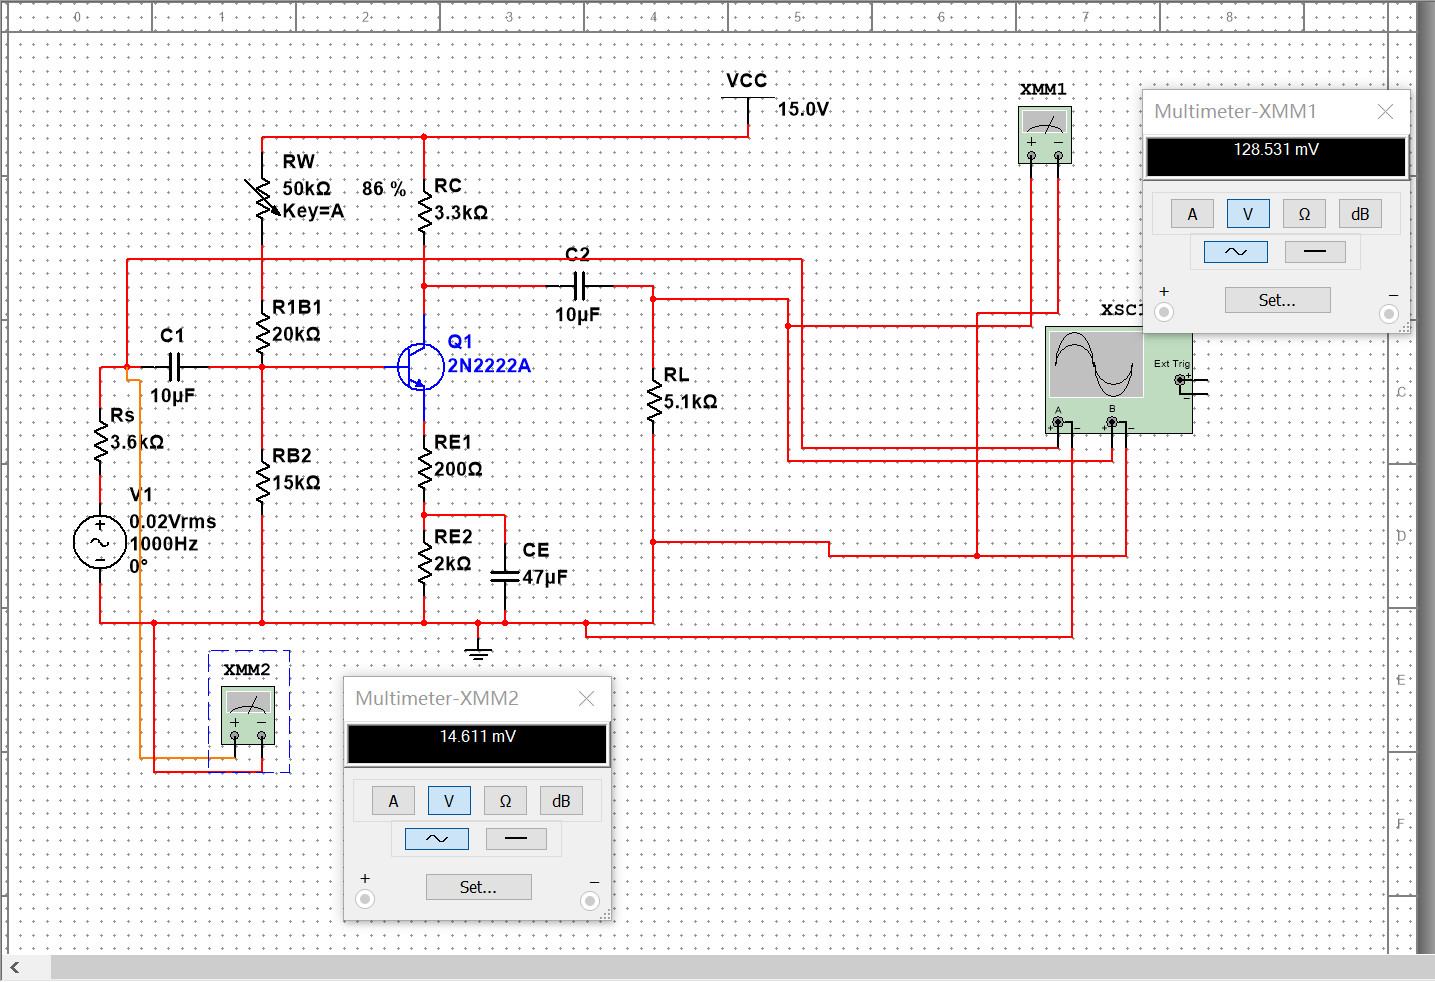 0 1 2 3 4 5 6 7 8
VCC
15.0V
XMM1
Multimeter-XMM1
128.531 mV
A V Ω dB
+ −
Set...
RW
50kΩ 86 %
Key=A
RC
3.3kΩ
C2
10µF
R1B1
20kΩ
C1
10µF
Q1
2N2222A
XSC1
Ext Trig
+
−
A B
+ − + −
RL
5.1kΩ
Rs
3.6kΩ
RB2
15kΩ
RE1
200Ω
V1
0.02Vrms
1000Hz
0°
RE2
2kΩ
CE
47µF
XMM2
Multimeter-XMM2
14.611 mV
A V Ω dB
+ −
Set...
C
D
E
F